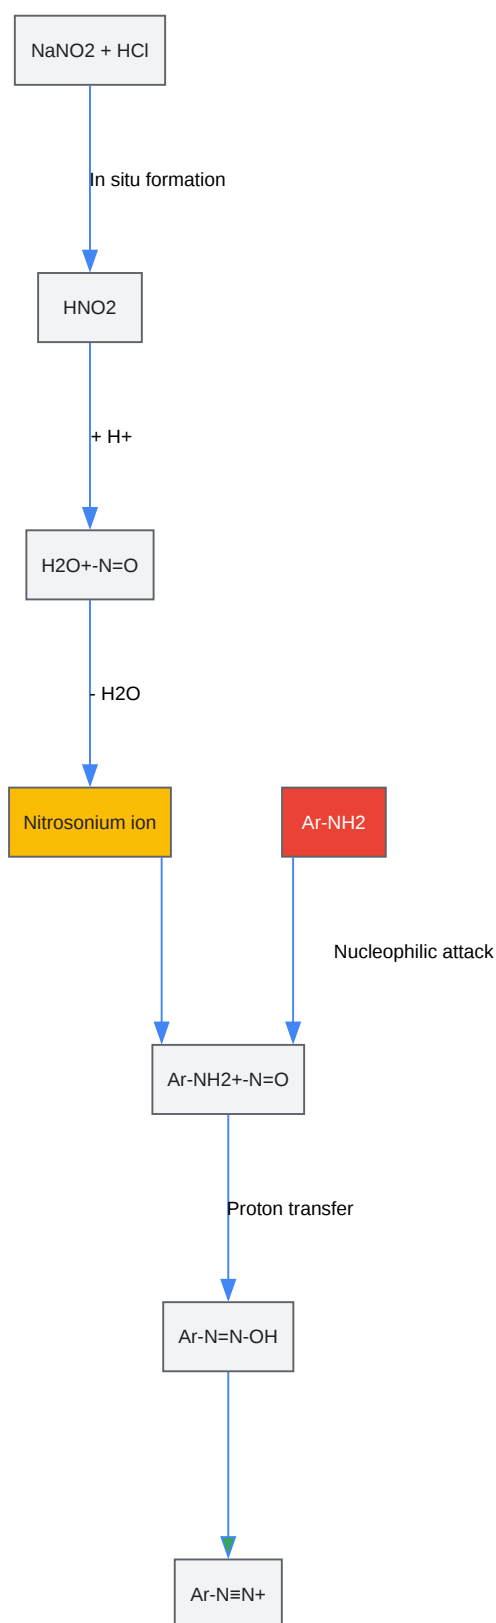 NaNO2 + HCl
In situ formation
HNO2
+ H+
H2O+-N=O
- H2O
Nitrosonium ion
Ar-NH2
Nucleophilic attack
Ar-NH2+-N=O
Proton transfer
Ar-N=N-OH
Ar-N≡N+